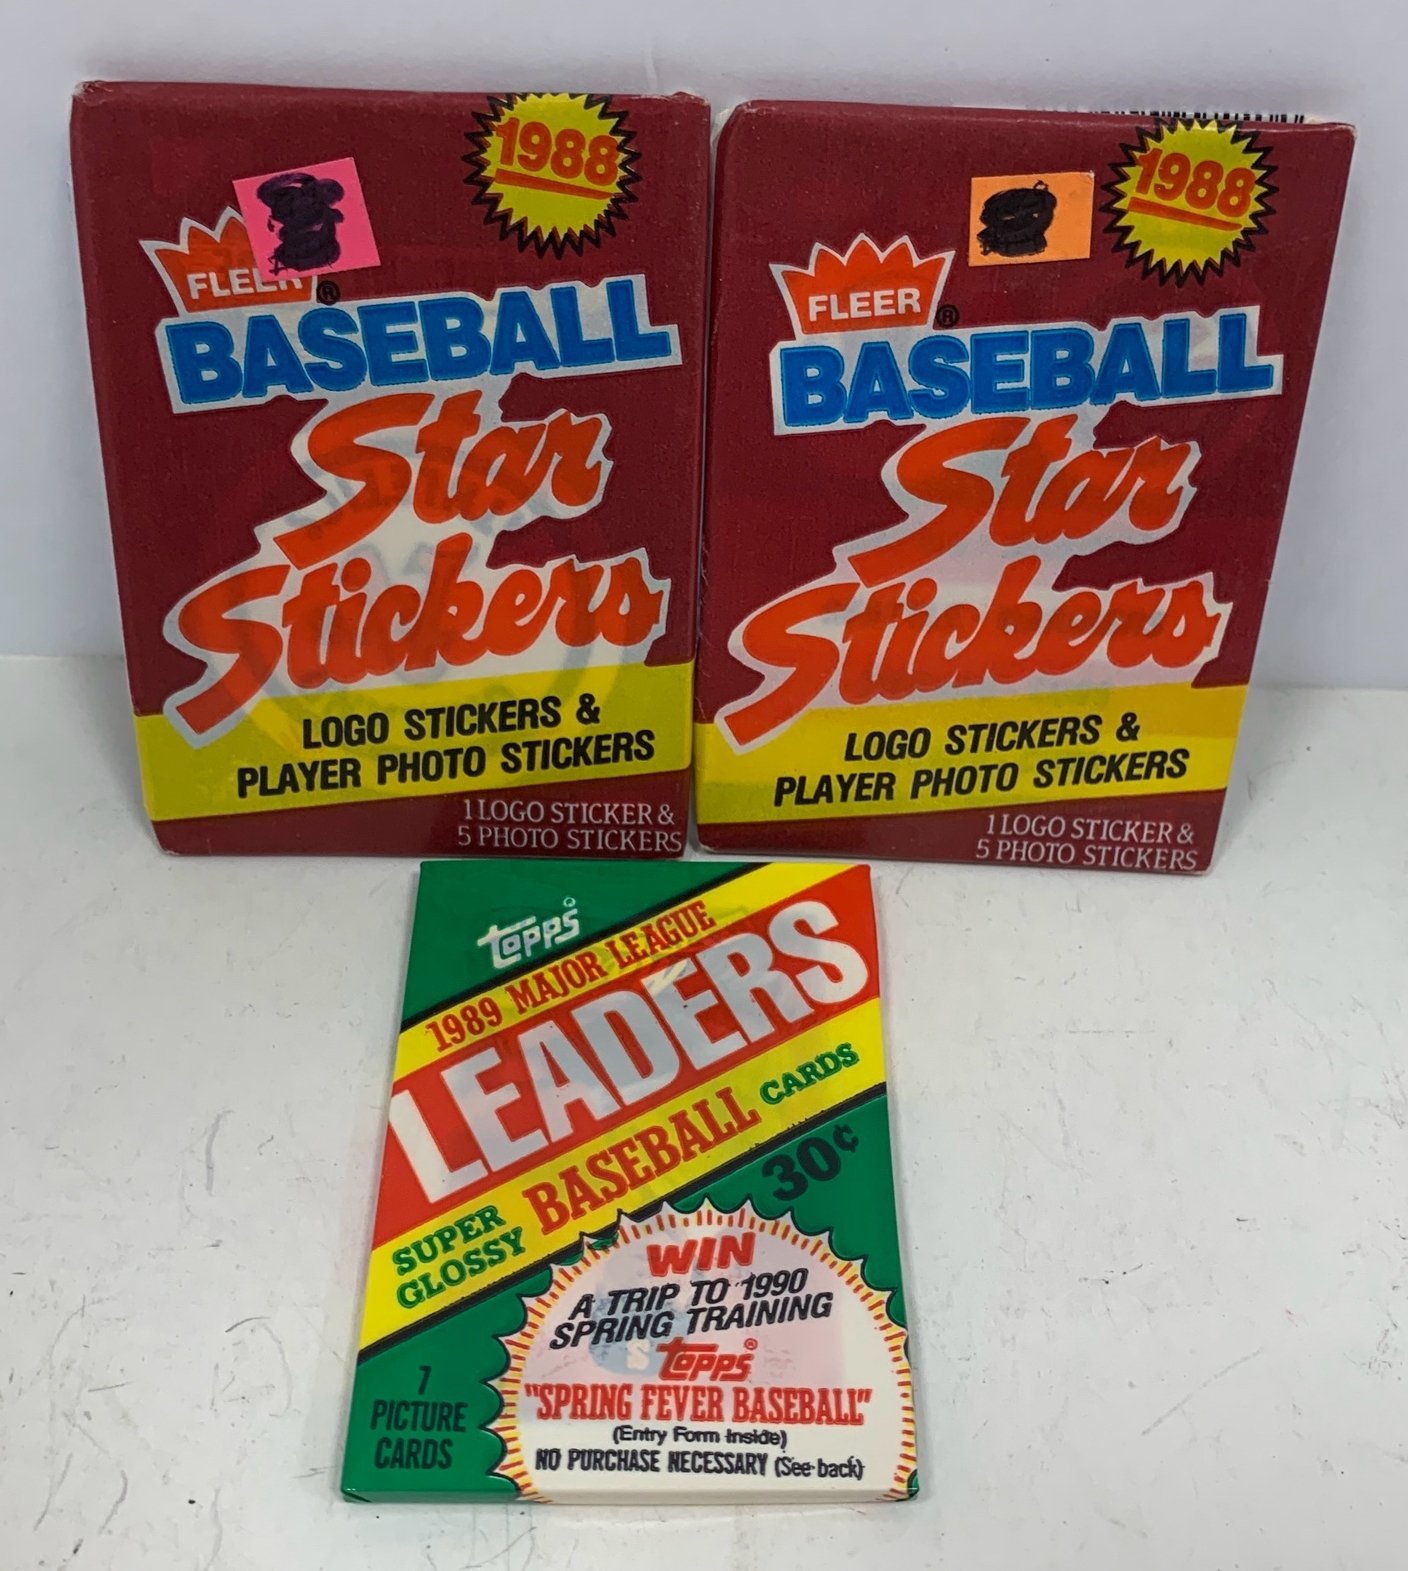 1988
FLEER ®
BASEBALL
Star
Stickers
LOGO STICKERS &
PLAYER PHOTO STICKERS
1 LOGO STICKER &
5 PHOTO STICKERS
1988
FLEER ®
BASEBALL
Star
Stickers
LOGO STICKERS &
PLAYER PHOTO STICKERS
1 LOGO STICKER &
5 PHOTO STICKERS
topps®
1989 MAJOR LEAGUE
LEADERS
SUPER
GLOSSY
BASEBALL CARDS
30¢
7
PICTURE
CARDS
WIN
A TRIP TO 1990
SPRING TRAINING
topps®
"SPRING FEVER BASEBALL"
(Entry Form Inside)
NO PURCHASE NECESSARY (See back)